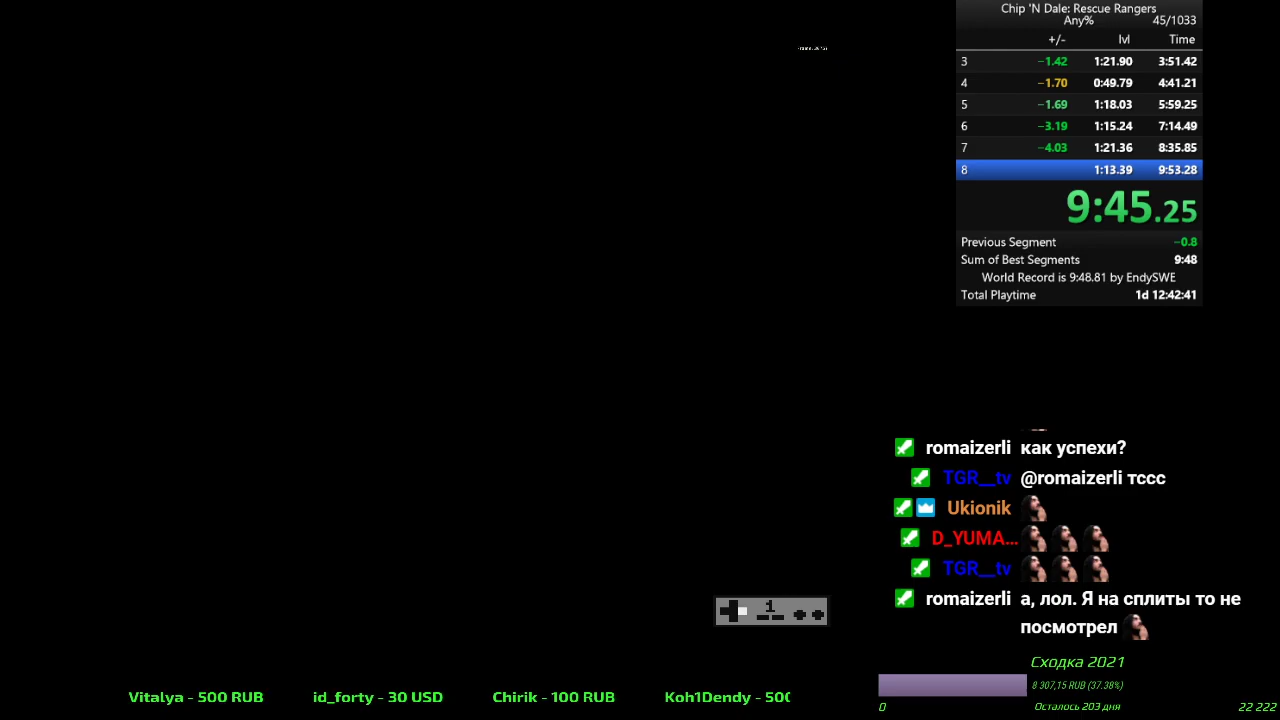 Chip 'N Dale: Rescue Rangers
Any% 45/1033
+/- lvl Time
3 −1.42 1:21.90 3:51.42
4 −1.70 0:49.79 4:41.21
5 −1.69 1:18.03 5:59.25
6 −3.19 1:15.24 7:14.49
7 −4.03 1:21.36 8:35.85
8 1:13.39 9:53.28
9:45.25
Previous Segment −0.8
Sum of Best Segments 9:48
World Record is 9:48.81 by EndySWE
Total Playtime 1d 12:42:41
romaizerli как успехи?
TGR__tv @romaizerli тссс
Ukionik
D_YUMA...
TGR__tv
romaizerli а, лол. Я на сплиты то не
посмотрел
1
Сходка 2021
8 307,15 RUB (37.38%)
0 Осталось 203 дня 22 222
Vitalya - 500 RUB id_forty - 30 USD Chirik - 100 RUB Koh1Dendy - 500